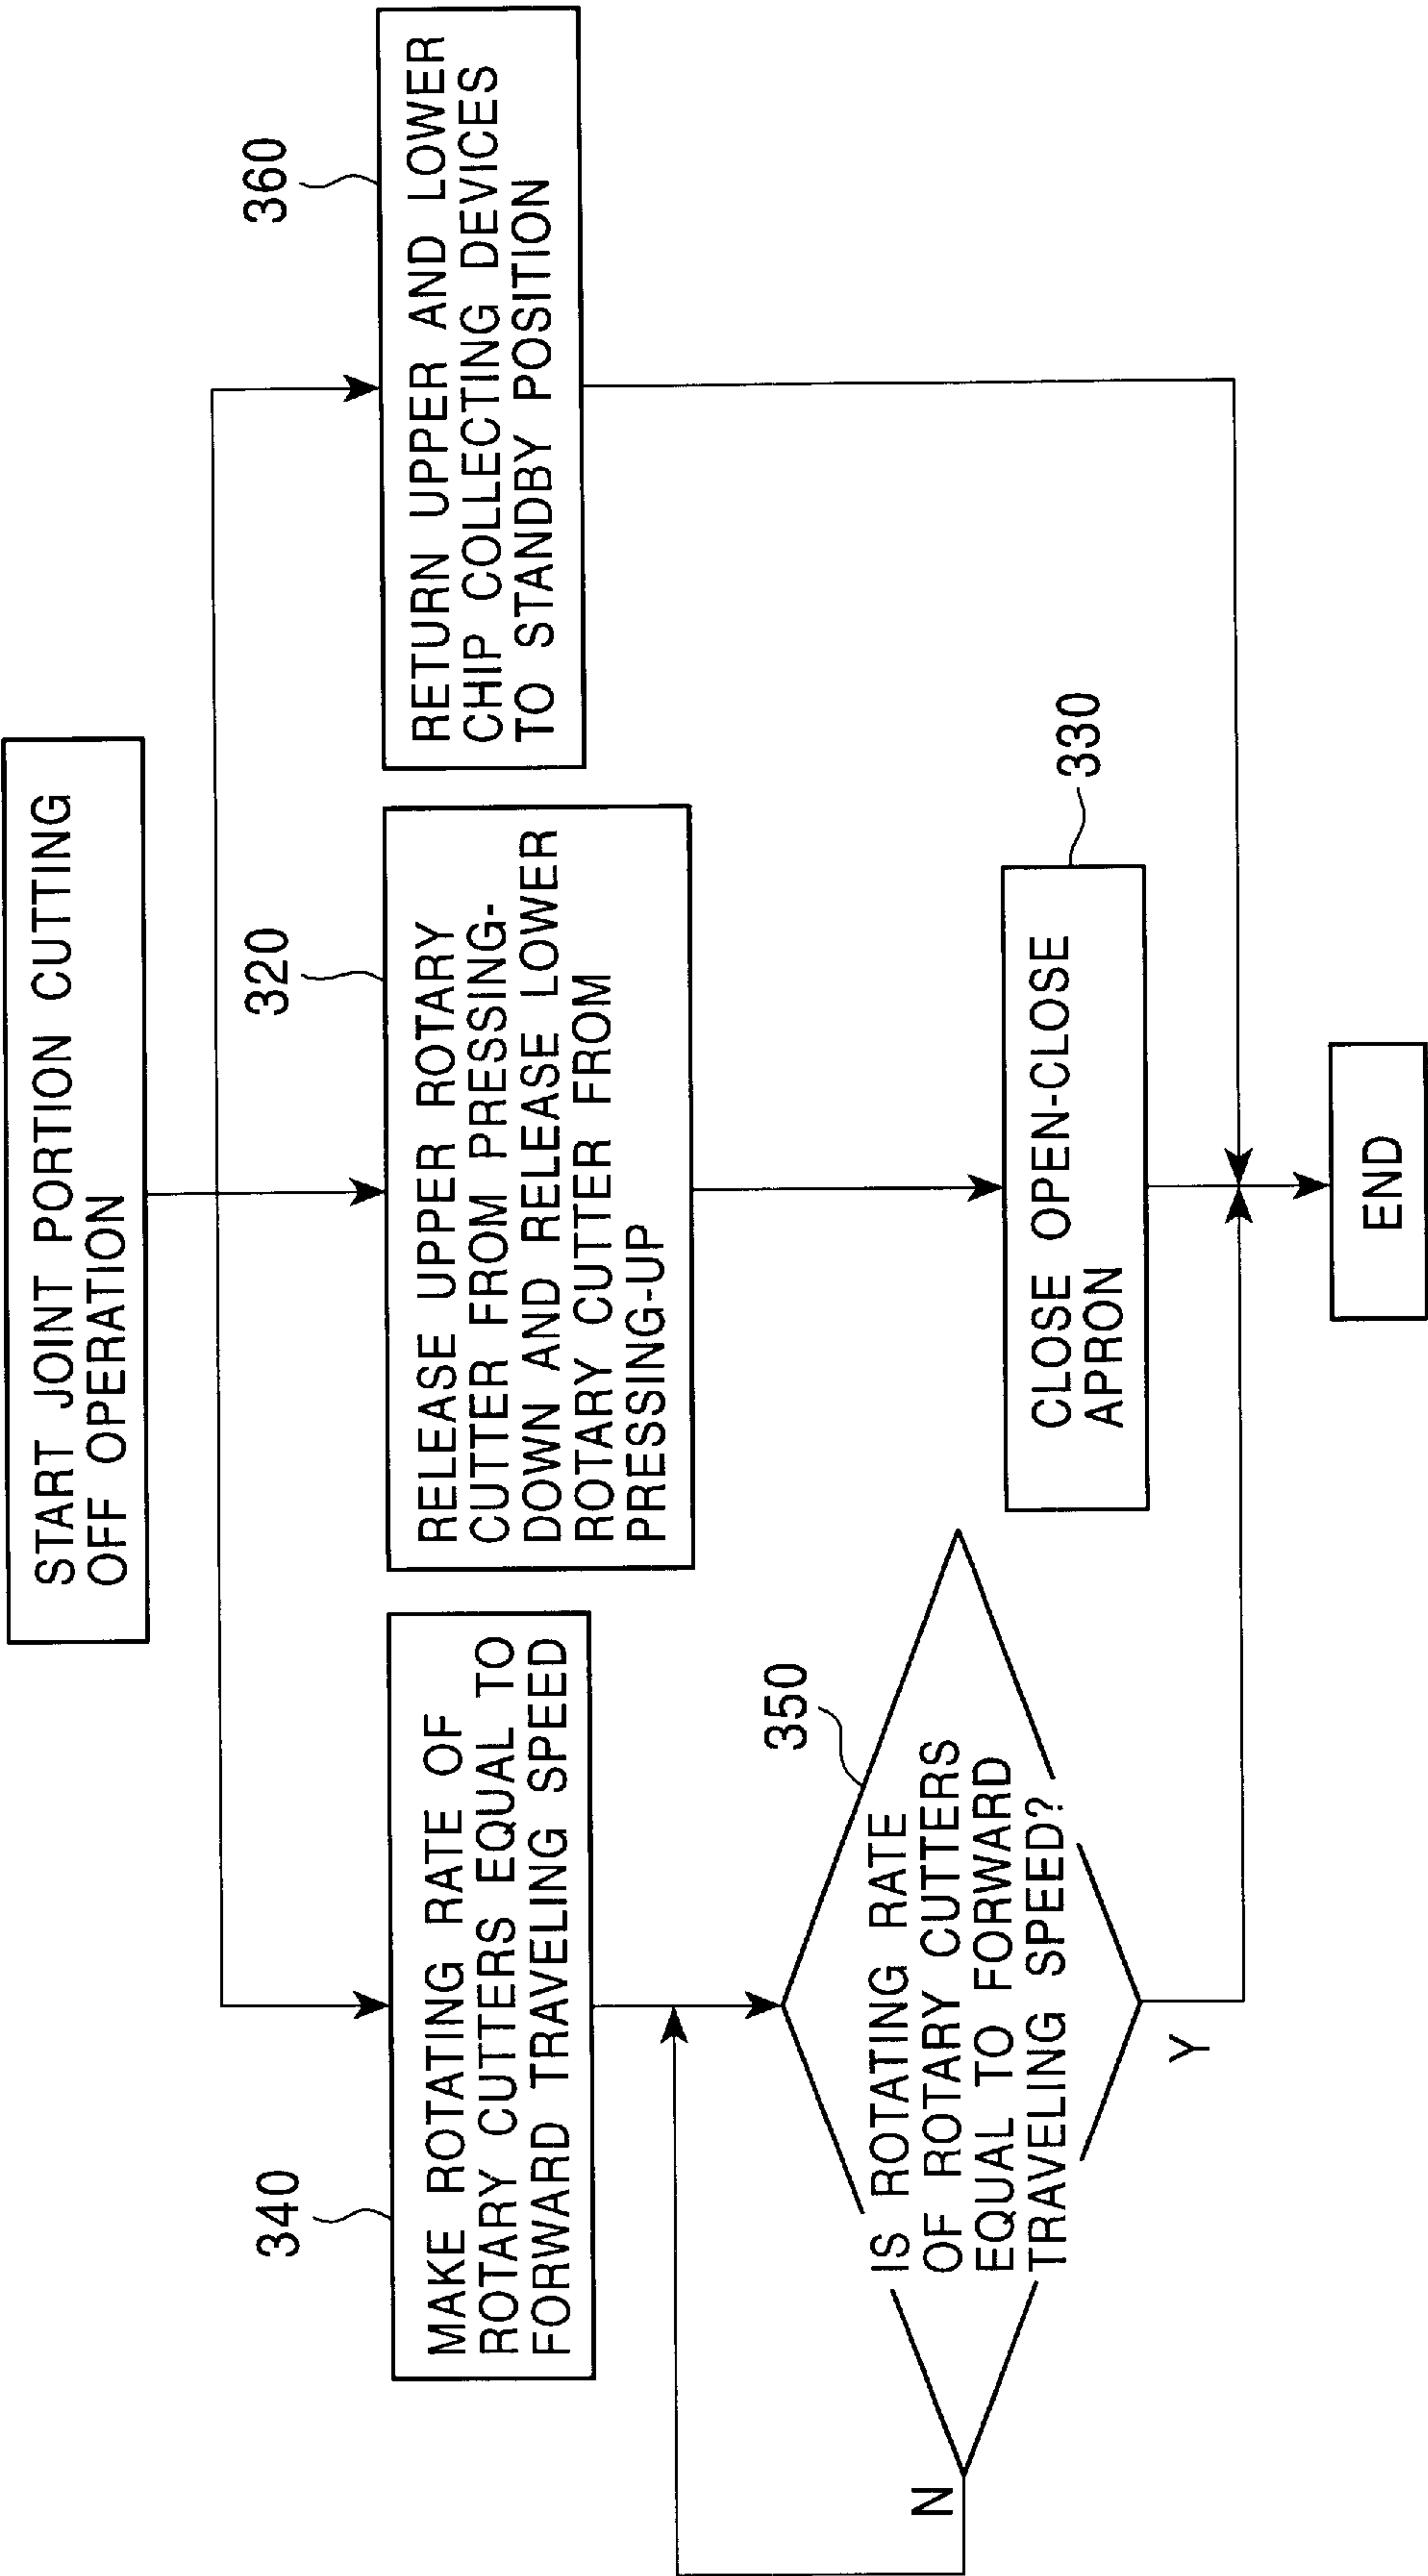 START JOINT PORTION CUTTING
OFF OPERATION
340
MAKE ROTATING RATE OF
ROTARY CUTTERS EQUAL TO
FORWARD TRAVELING SPEED
320
RELEASE UPPER ROTARY
CUTTER FROM PRESSING-
DOWN AND RELEASE LOWER
ROTARY CUTTER FROM
PRESSING-UP
360
RETURN UPPER AND LOWER
CHIP COLLECTING DEVICES
TO STANDBY POSITION
350
IS ROTATING RATE
OF ROTARY CUTTERS
EQUAL TO FORWARD
TRAVELING SPEED?
N
Y
330
CLOSE OPEN-CLOSE
APRON
END